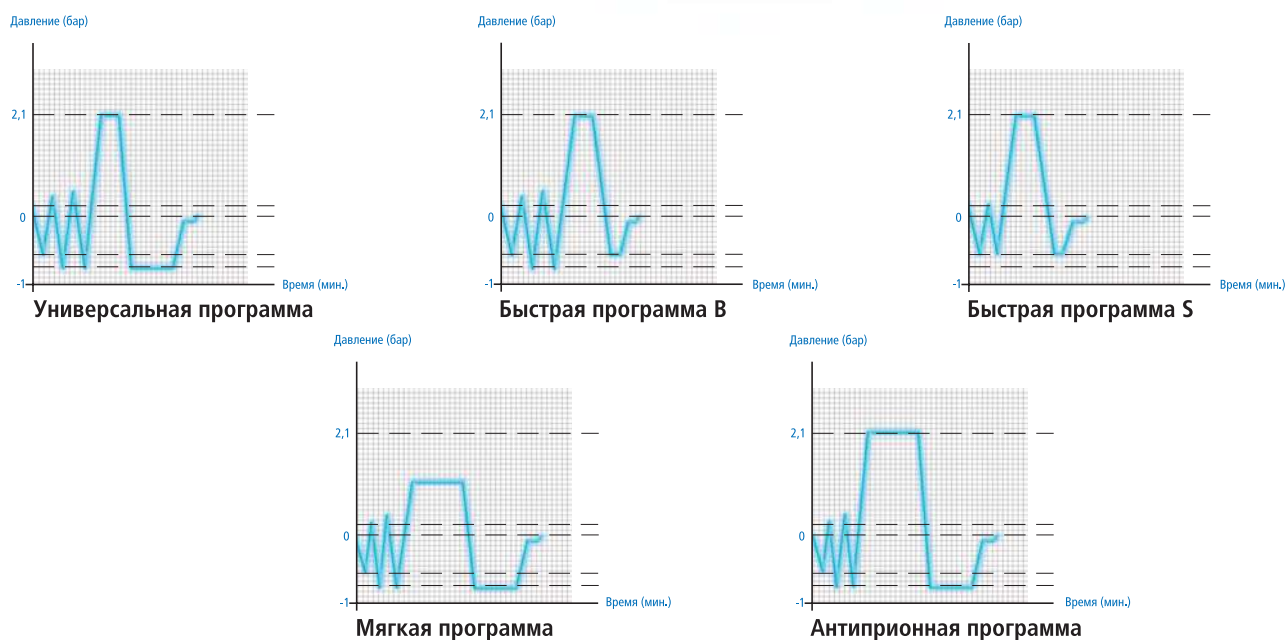 Давление (бар)
2,1
0
-1
Время (мин.)
Универсальная программа
Давление (бар)
2,1
0
-1
Время (мин.)
Быстрая программа B
Давление (бар)
2,1
0
-1
Время (мин.)
Быстрая программа S
Давление (бар)
2,1
0
-1
Время (мин.)
Мягкая программа
Давление (бар)
2,1
0
-1
Время (мин.)
Антиприонная программа